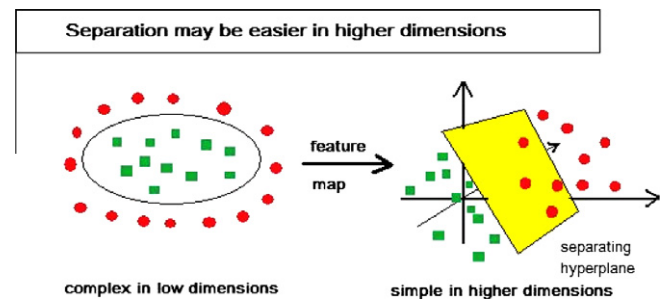 Separation may be easier in higher dimensions
feature
map
separating
hyperplane
complex in low dimensions
simple in higher dimensions